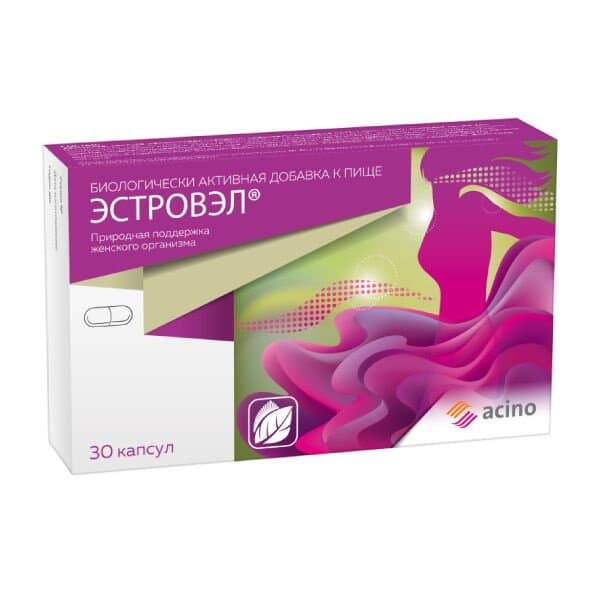 БИОЛОГИЧЕСКИ АКТИВНАЯ ДОБАВКА К ПИЩЕ
ЭСТРОВЭЛ®
Природная поддержка
женского организма
30 капсул
acino